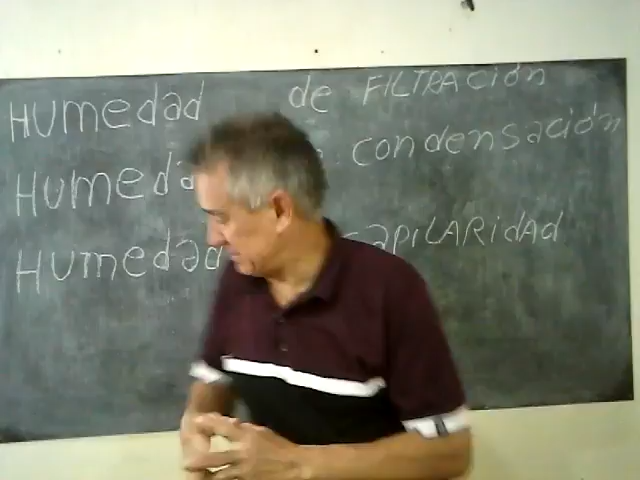 HUmedad de FILTRAción
HUmeda condensación
HUmedad capiLARidAd